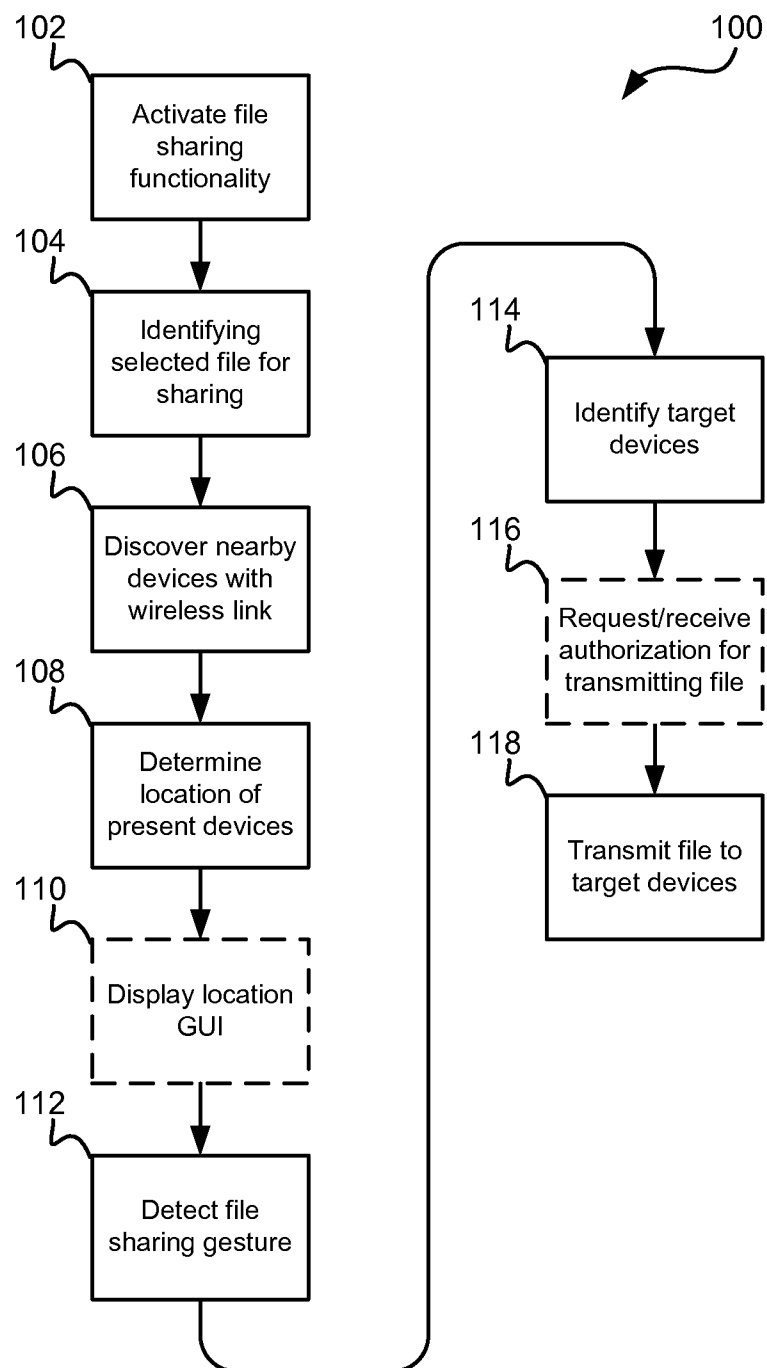 102
100
Activate file
sharing
functionality
104
Identifying
selected file for
sharing
106
Discover nearby
devices with
wireless link
108
Determine
location of
present devices
110
Display location
GUI
112
Detect file
sharing gesture
114
Identify target
devices
116
Request/receive
authorization for
transmitting file
118
Transmit file to
target devices